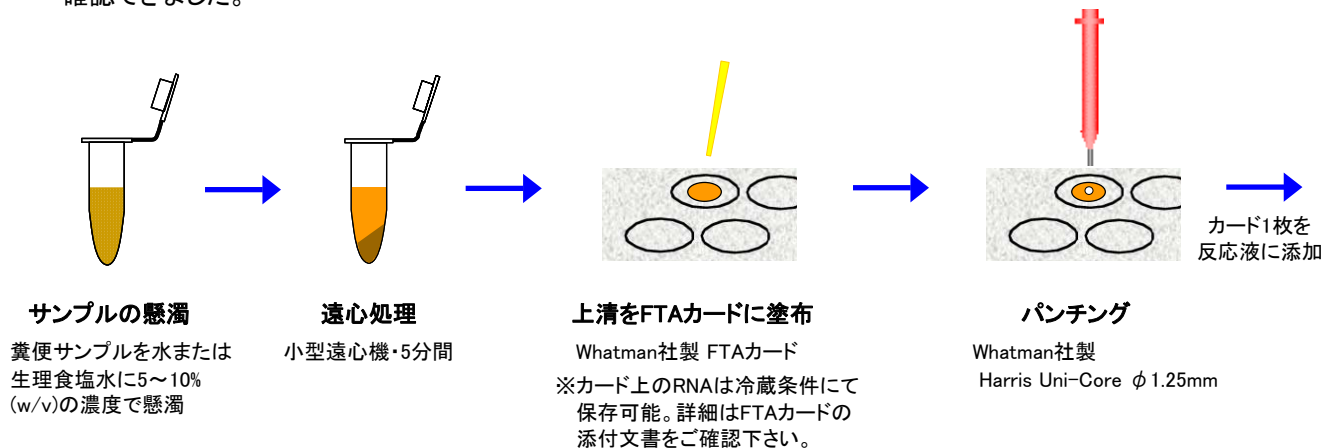 確認できました。
サンプルの懸濁
糞便サンプルを水または
生理食塩水に5～10%
(w/v)の濃度で懸濁
遠心処理
小型遠心機・5分間
上清をFTAカードに塗布
Whatman社製 FTAカード
※カード上のRNAは冷蔵条件にて
保存可能。詳細はFTAカードの
添付文書をご確認下さい。
パンチング
Whatman社製
Harris Uni-Core φ1.25mm
カード1枚を
反応液に添加